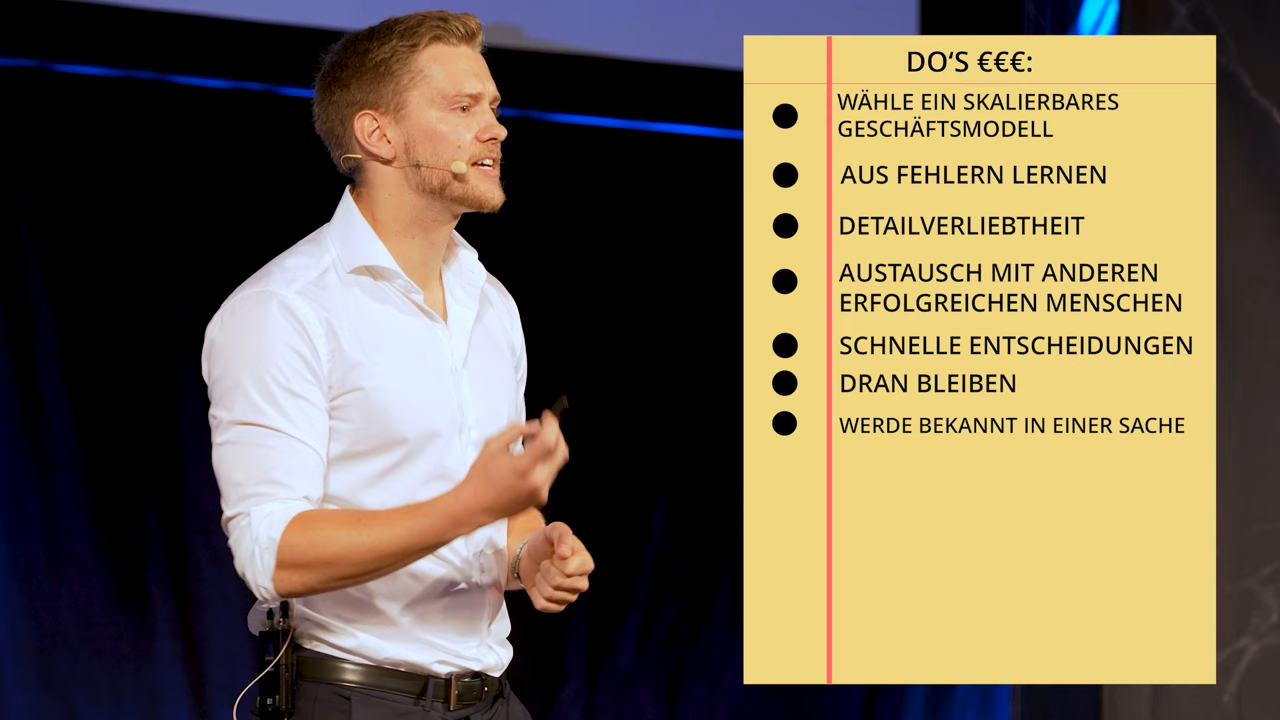 DO‘S €€€:
WÄHLE EIN SKALIERBARES
GESCHÄFTSMODELL
AUS FEHLERN LERNEN
DETAILVERLIEBTHEIT
AUSTAUSCH MIT ANDEREN
ERFOLGREICHEN MENSCHEN
SCHNELLE ENTSCHEIDUNGEN
DRAN BLEIBEN
WERDE BEKANNT IN EINER SACHE